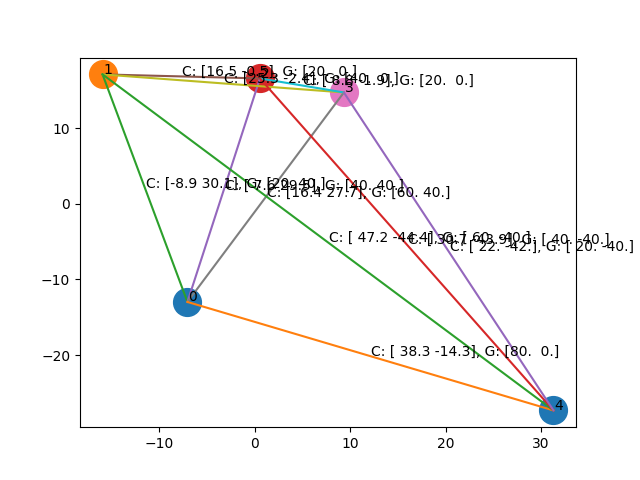 1
C: [16.5 -0.5], G: [20. 0.]
C: [25.3 -2.4], G: [40. 0.]
C: [ 8.8 -1.9], G: [20. 0.]
3
10
C: [-8.9 30.1], G: [20. 40.]
C: [ 7.6 29.5], G: [40. 40.]
C: [16.4 27.7], G: [60. 40.]
0
C: [ 47.2 -44.4], G: [ 60. -40.]
C: [ 30.7 -43.9], G: [ 40. -40.]
C: [ 22. -42.], G: [ 20. -40.]
−10
0
C: [ 38.3 -14.3], G: [80. 0.]
−20
4
−10 0 10 20 30